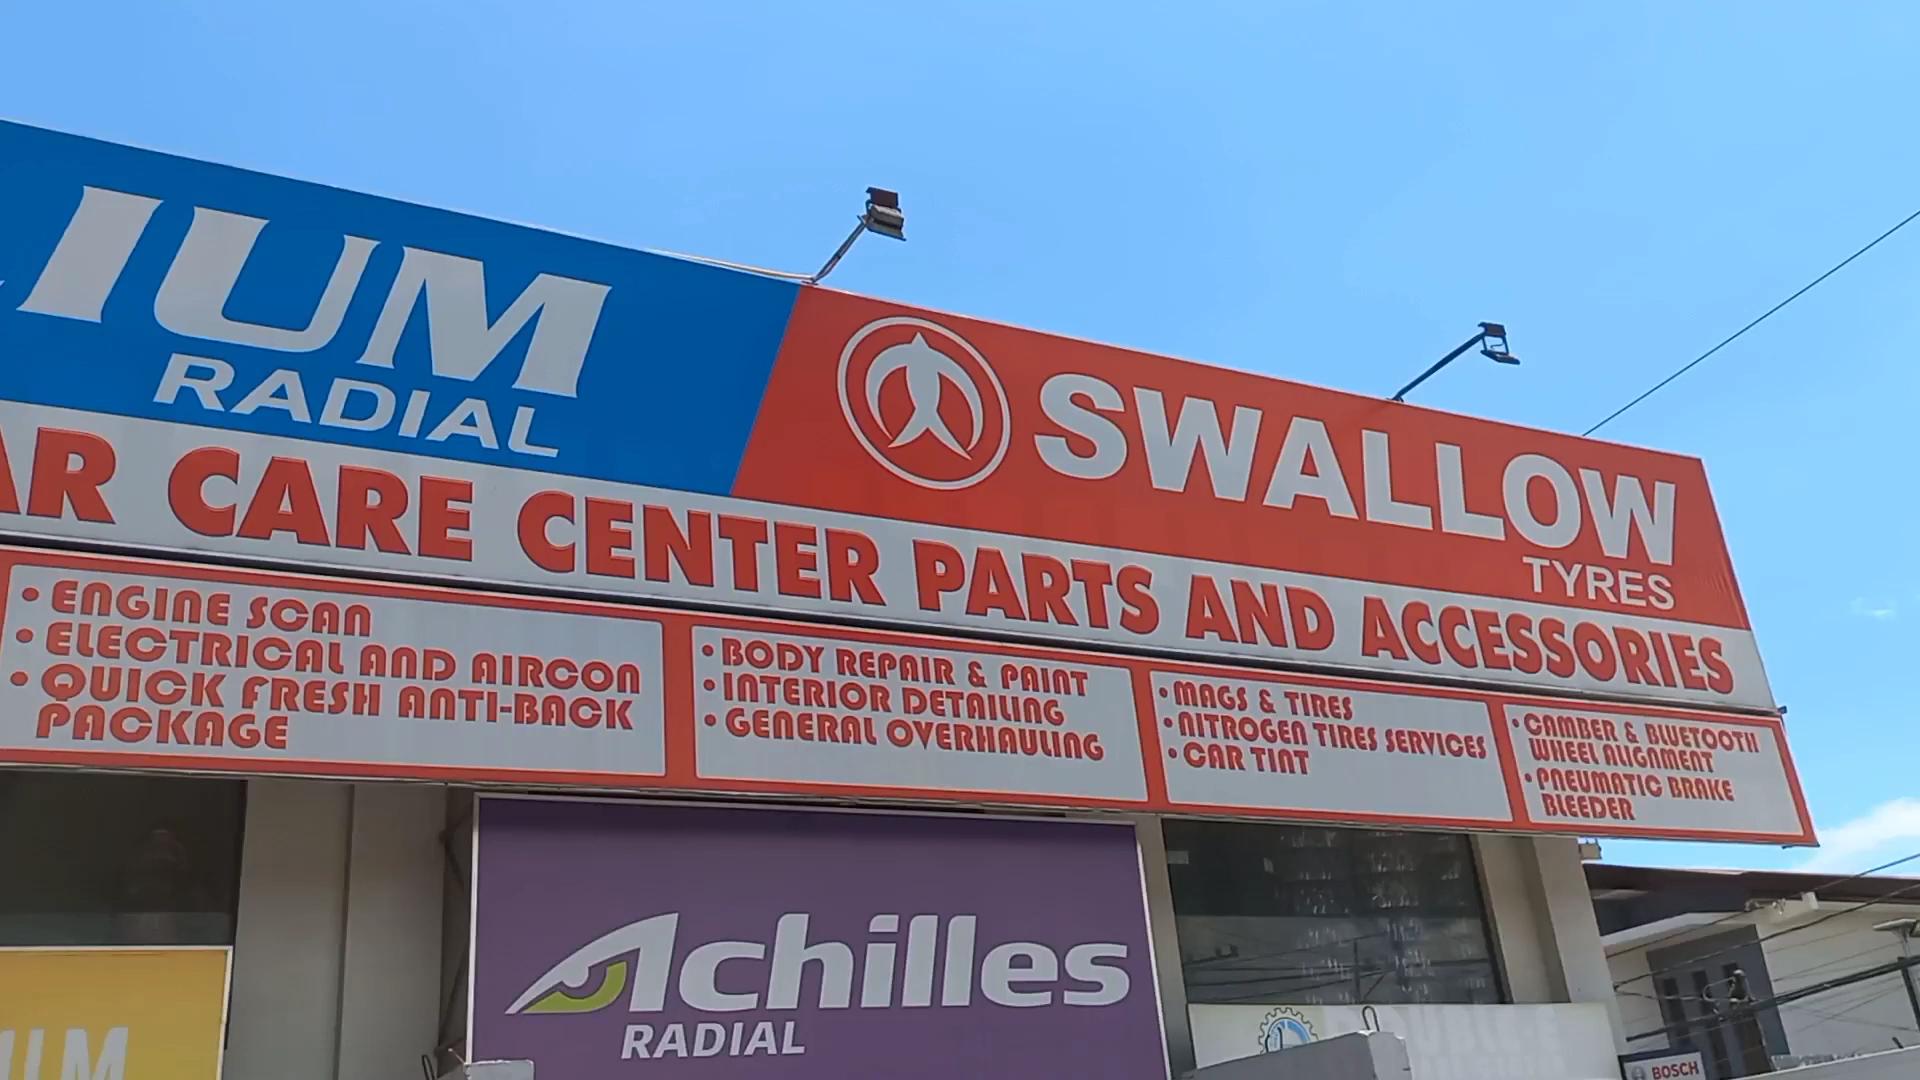 IUM
RADIAL
SWALLOW
TYRES
AR CARE CENTER PARTS AND ACCESSORIES
• ENGINE SCAN
• ELECTRICAL AND AIRCON
• QUICK FRESH ANTI-BACK
PACKAGE
• BODY REPAIR & PAINT
• INTERIOR DETAILING
• GENERAL OVERHAULING
• MAGS & TIRES
• NITROGEN TIRES SERVICES
• CAR TINT
• CAMBER & BLUETOOTH
WHEEL ALIGNMENT
• PNEUMATIC BRAKE
BLEEDER
Achilles
RADIAL
IUM
BOSCH